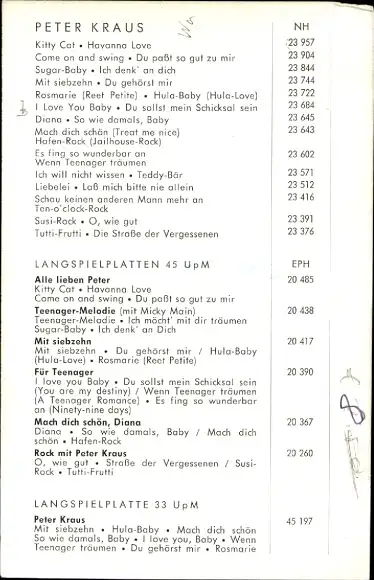 PETER KRAUS NH
Kitty Cat • Havanna Love 23 957
Come on and swing • Du paßt so gut zu mir 23 904
Sugar-Baby • Ich denk' an dich 23 844
Mit siebzehn • Du gehörst mir 23 744
Rosmarie (Reet Petite) • Hula-Baby (Hula-Love) 23 722
I Love You Baby • Du sollst mein Schicksal sein 23 684
Diana • So wie damals, Baby 23 645
Mach dich schön (Treat me nice) 23 643
Hafen-Rock (Jailhouse-Rock)
Es fing so wunderbar an 23 602
Wenn Teenager träumen
Ich will nicht wissen • Teddy-Bär 23 571
Liebelei • Laß mich bitte nie allein 23 512
Schau keinen anderen Mann mehr an 23 416
Ten-o'clock-Rock
Susi-Rock • O, wie gut 23 391
Tutti-Frutti • Die Straße der Vergessenen 23 376
LANGSPIELPLATTEN 45 UpM EPH
Alle lieben Peter 20 485
Kitty Cat • Havanna Love
Come on and swing • Du paßt so gut zu mir
Teenager-Melodie (mit Micky Main) 20 438
Teenager-Melodie • Ich möcht' mit dir träumen
Sugar-Baby • Ich denk' an Dich
Mit siebzehn 20 417
Mit siebzehn • Du gehörst mir / Hula-Baby
(Hula-Love) • Rosmarie (Reet Petite)
Für Teenager 20 390
I love you Baby • Du sollst mein Schicksal sein
(You are my destiny) / Wenn Teenager träumen
(A Teenager Romance) • Es fing so wunderbar
an (Ninety-nine days)
Mach dich schön, Diana 20 367
Diana • So wie damals, Baby / Mach dich
schön • Hafen-Rock
Rock mit Peter Kraus 20 260
O, wie gut • Straße der Vergessenen / Susi-
Rock • Tutti-Frutti
LANGSPIELPLATTE 33 UpM
Peter Kraus 45 197
Mit siebzehn • Hula-Baby • Mach dich schön
So wie damals, Baby • I love you, Baby • Wenn
Teenager träumen • Du gehörst mir • Rosmarie